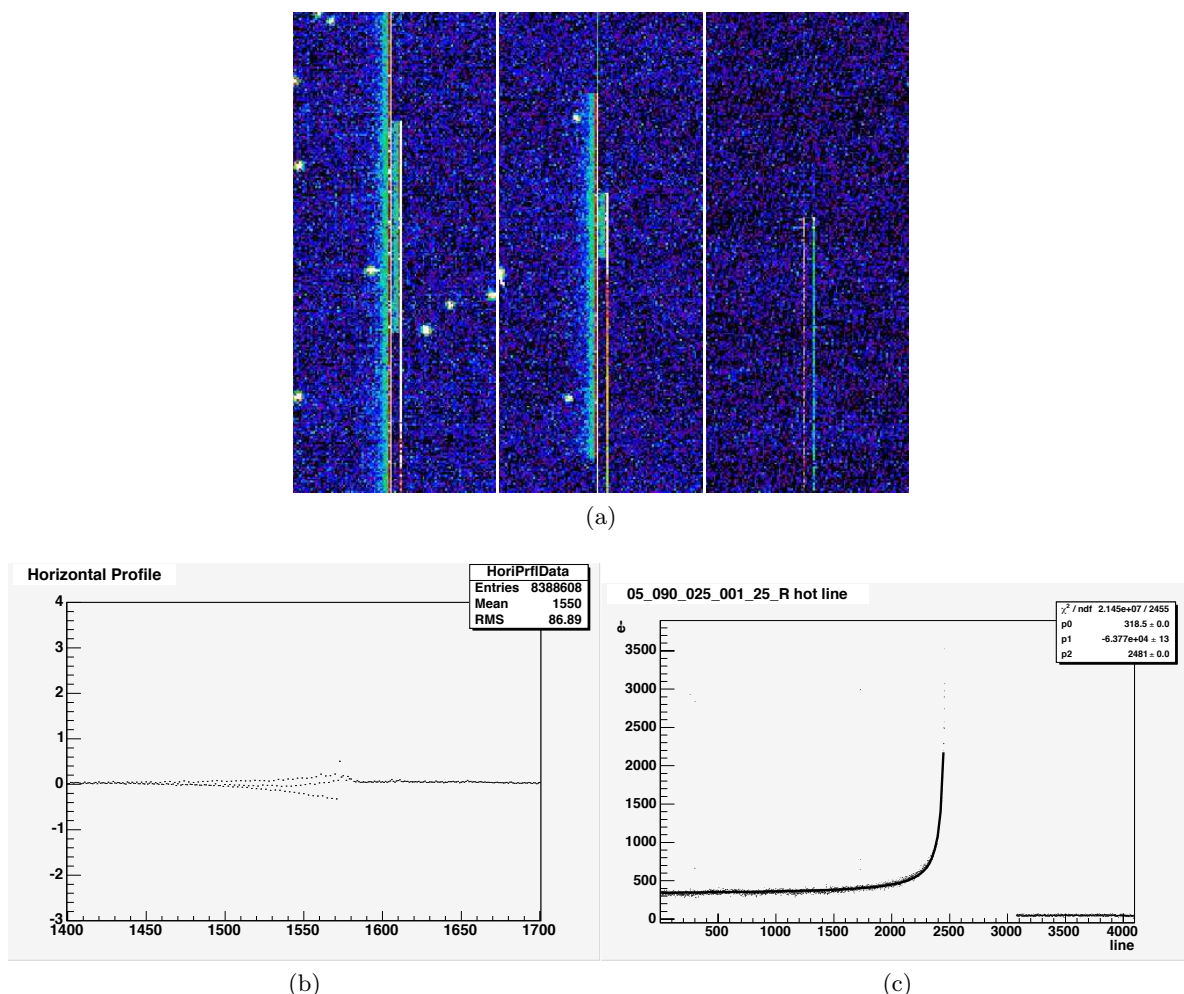 (a)
Horizontal Profile
HoriPrflData
Entries 8388608
Mean 1550
RMS 86.89
4
3
2
1
0
-1
-2
-3
1400 1450 1500 1550 1600 1650 1700
(b)
05_090_025_001_25_R hot line
χ² / ndf 2.145e+07 / 2455
p0 318.5 ± 0.0
p1 -6.377e+04 ± 13
p2 2481 ± 0.0
e-
3500
3000
2500
2000
1500
1000
500
0
500 1000 1500 2000 2500 3000 3500 4000
line
(c)